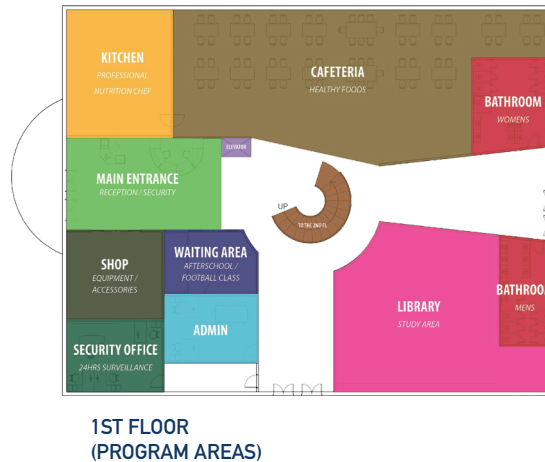 KITCHEN
PROFESSIONAL
NUTRITION CHEF
CAFETERIA
HEALTHY FOODS
BATHROOM
WOMENS
ELEVATOR
MAIN ENTRANCE
RECEPTION / SECURITY
UP
TO THE 2ND FL
SHOP
EQUIPMENT /
ACCESSORIES
WAITING AREA
AFTERSCHOOL /
FOOTBALL CLASS
BATHROOM
MENS
LIBRARY
STUDY AREA
ADMIN
SECURITY OFFICE
24HRS SURVEILLANCE
1ST FLOOR
(PROGRAM AREAS)